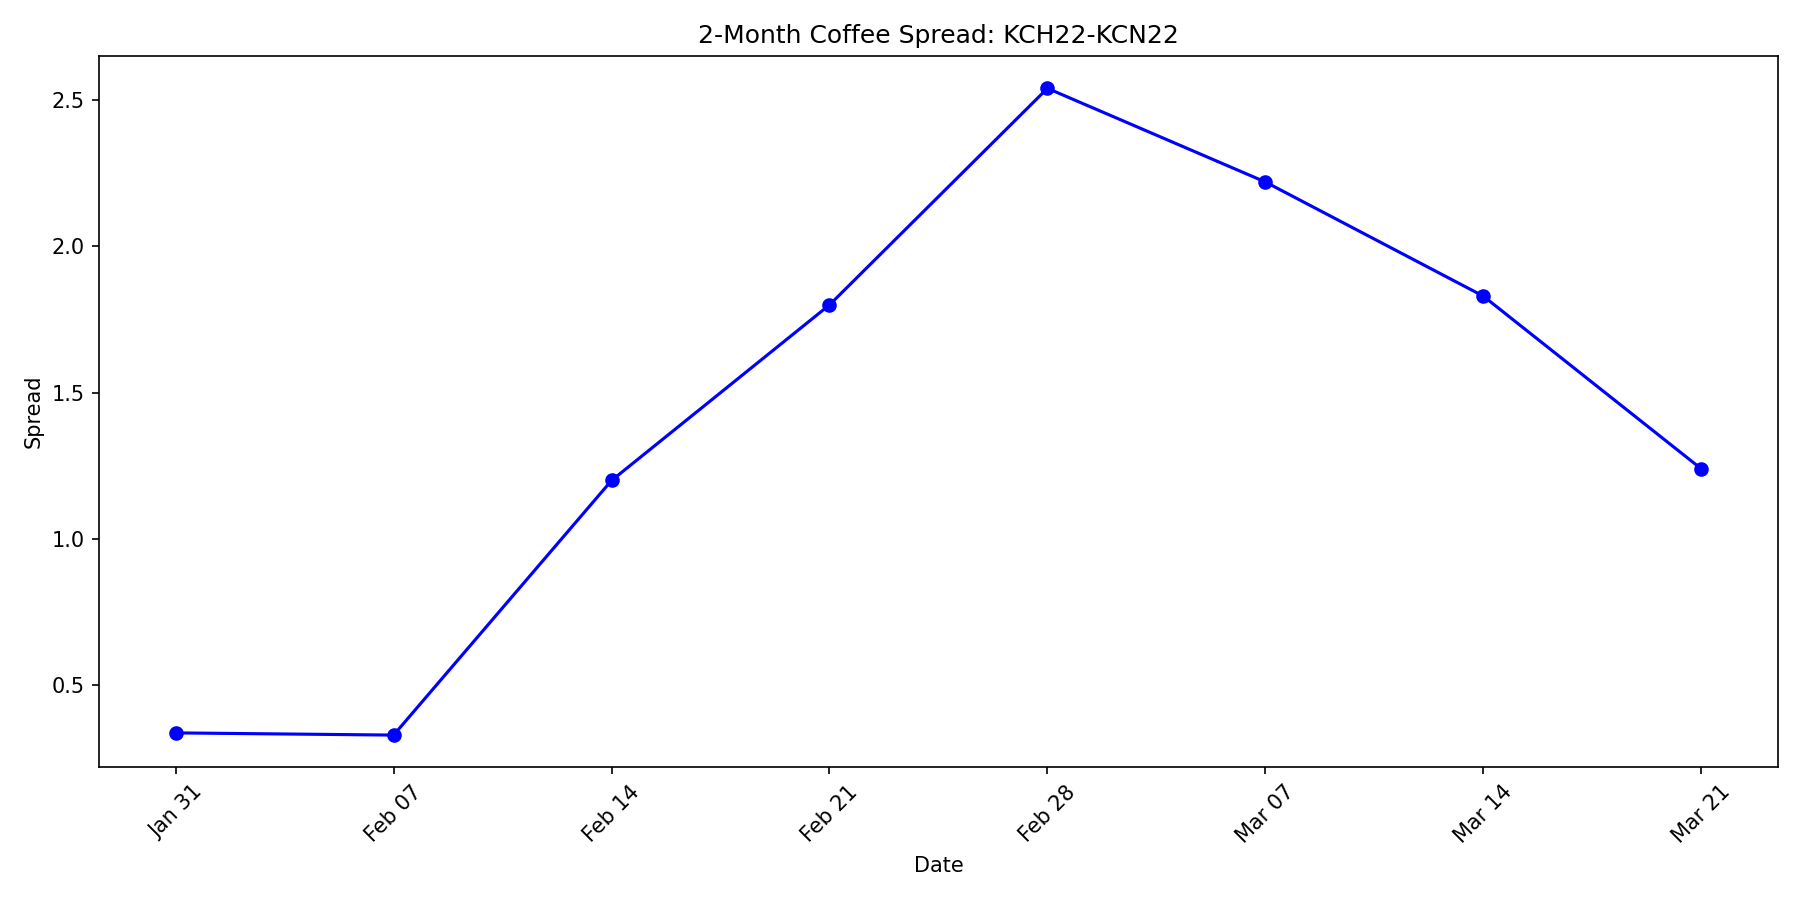 2-Month Coffee Spread: KCH22-KCN22
Spread
2.5
2.0
1.5
1.0
0.5
Jan 31
Feb 07
Feb 14
Feb 21
Feb 28
Mar 07
Mar 14
Mar 21
Date